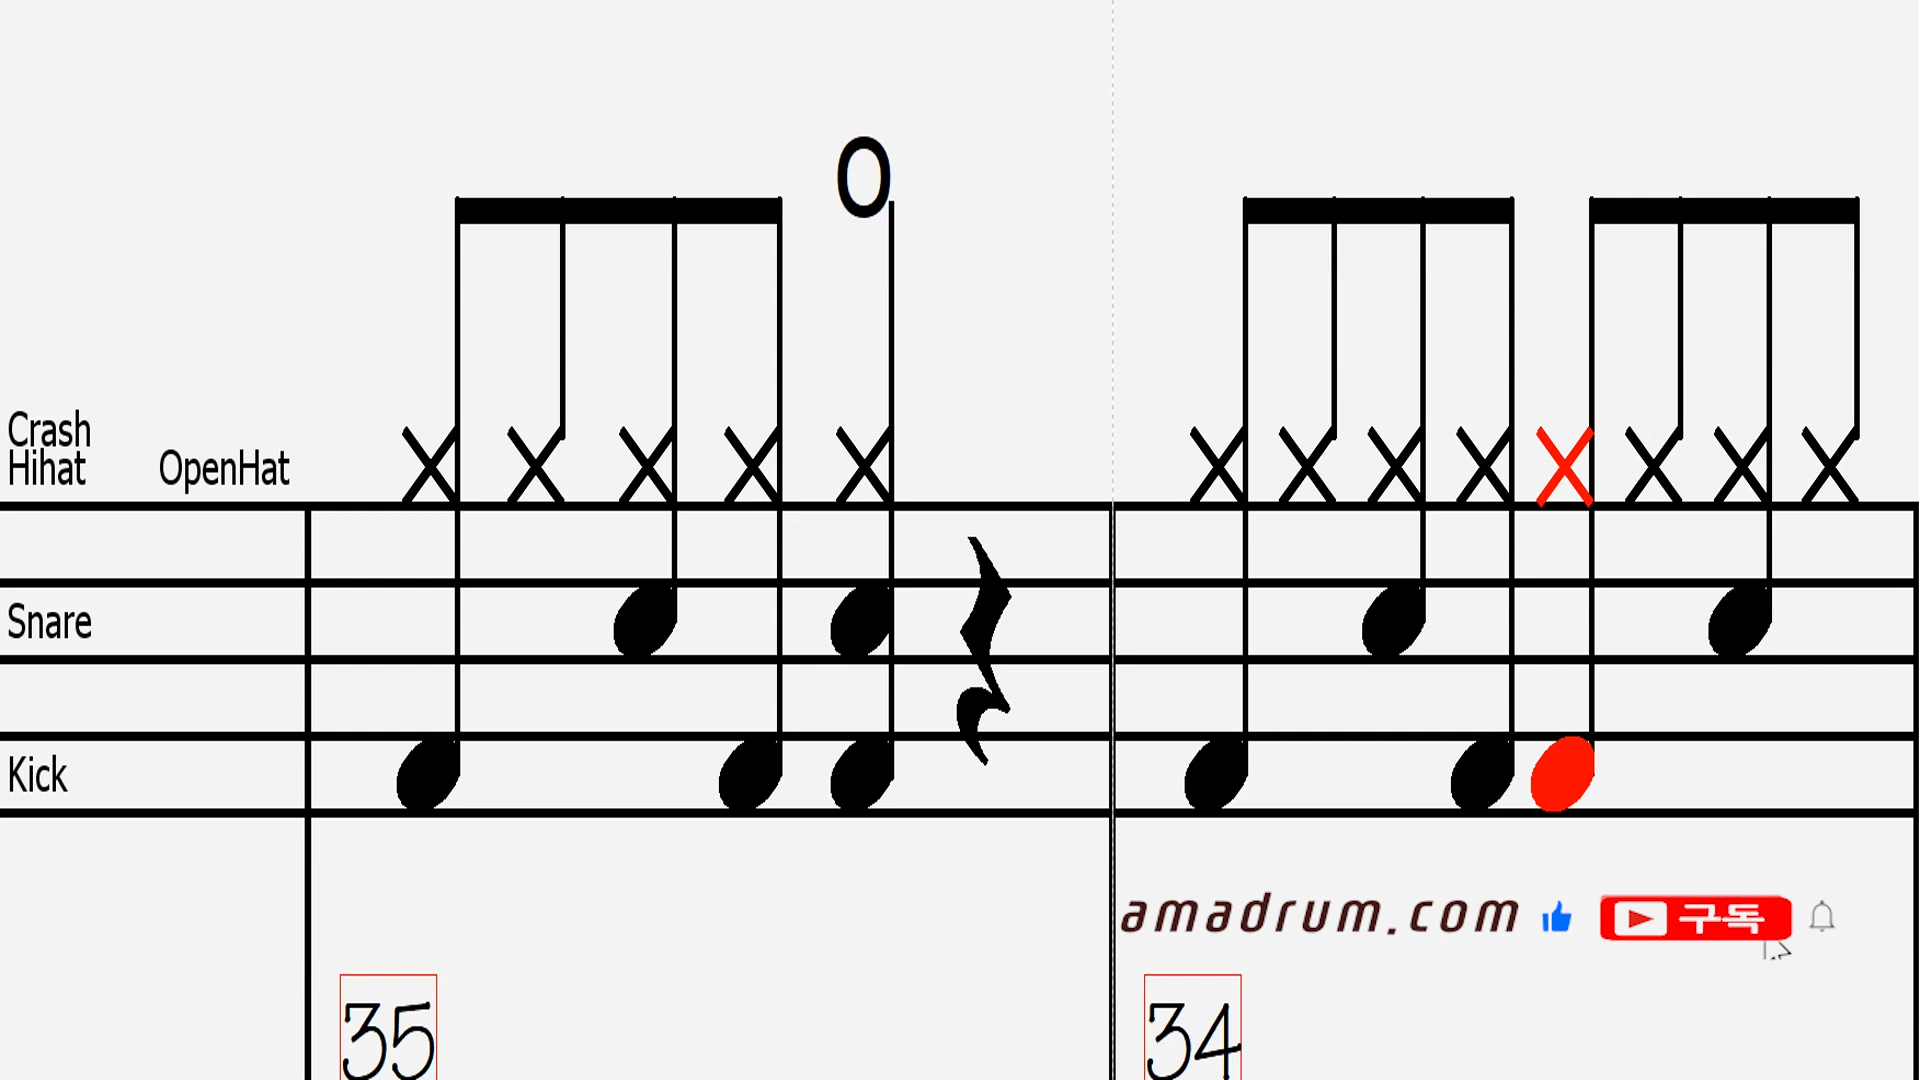 O
Crash
Hihat OpenHat
Snare
Kick
amadrum.com 구독
35 34